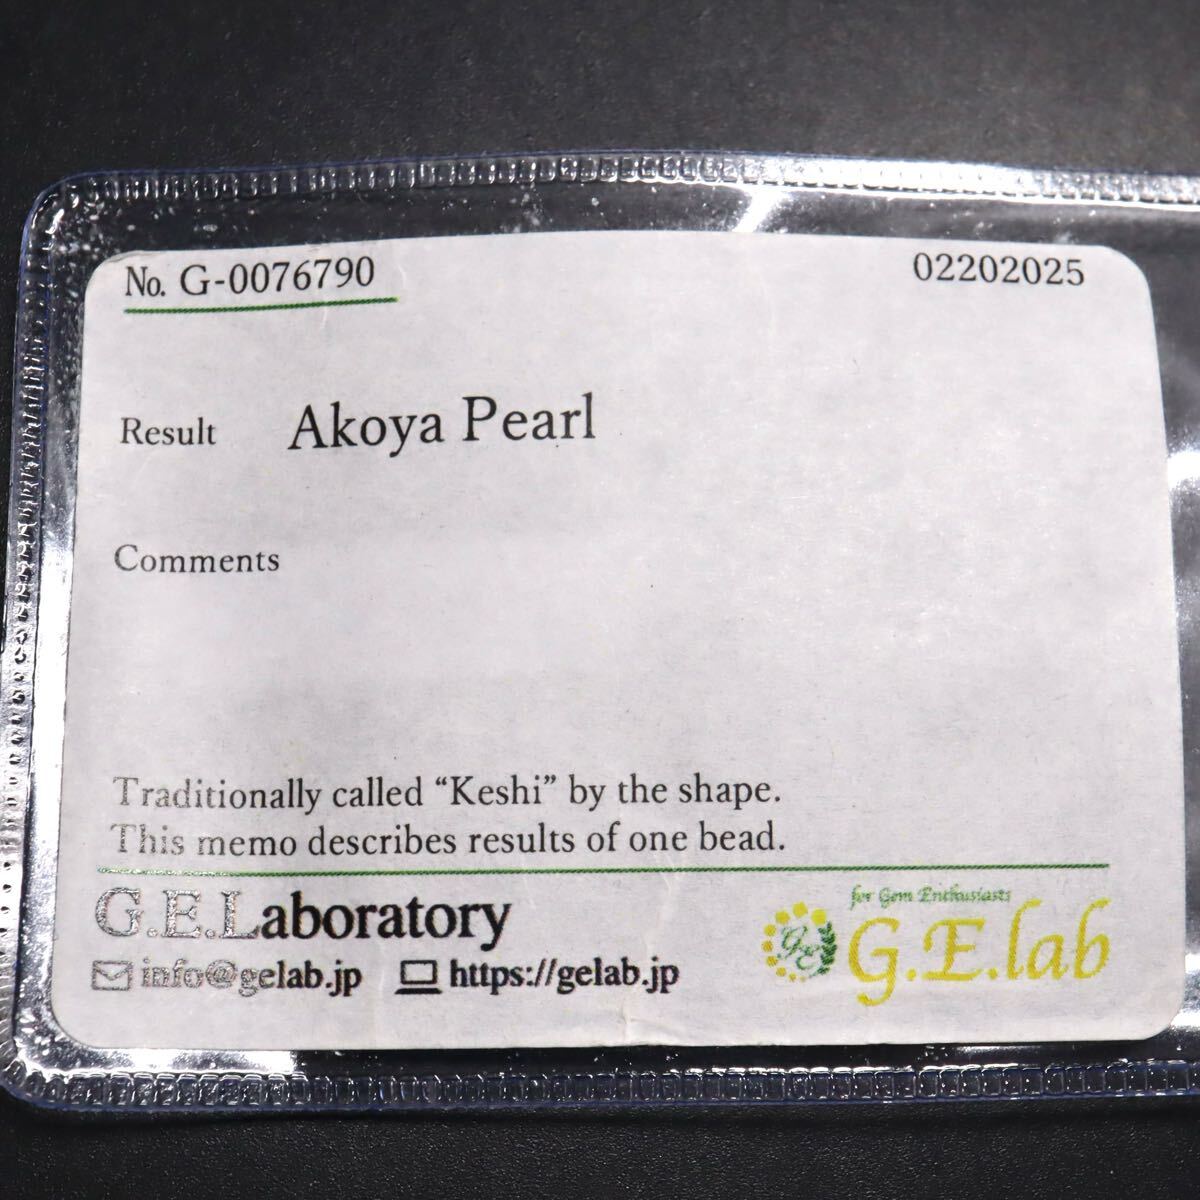 No. G-0076790
02202025
Result Akoya Pearl
Comments
Traditionally called “Keshi” by the shape.
This memo describes results of one bead.
G.E.Laboratory
info@gelab.jp https://gelab.jp
for Gem Enthusiasts
GE
G.E.lab